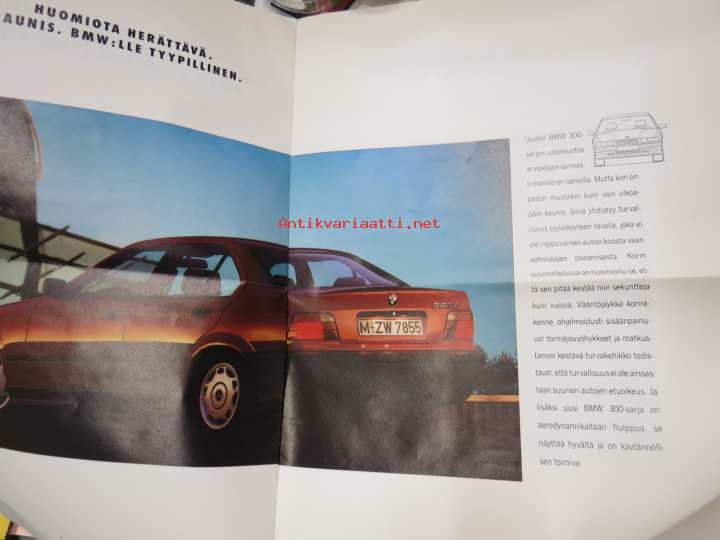 HUOMIOTA HERÄTTÄVÄ.
AUNIS. BMW:LLE TYYPILLINEN.
Antikvariaatti.net
M-ZW 7855
Uuden BMW 300-
sarjan ulkomuotoa
arvioidaan varmas-
ti monilla eri sanoilla. Mutta kori on
paljon muutakin kuin vain ulkoa-
päin kaunis. Siinä yhdistyy turval-
lisuus tyylikkyyteen tavalla, joka ei
ole riippuvainen auton koosta vaan
valmistajan osaamisesta. Korin
suunnittelussa on huomioitu se, et-
tä sen pitää kestää niin sekuntteja
kuin vuosia. Vääntöjäykkä korira-
kenne, ohjelmoidusti sisäänpainu-
vat törmäysvyöhykkeet ja matkus-
tamon kestävä turvakehikko todis-
tavat, että turvallisuus ei ole ainoas-
taan suurien autojen etuoikeus. Ja
lisäksi uusi BMW 300-sarja on
aerodynamiikaltaan huippua, se
näyttää hyvältä ja on käytännölli-
sen toimiva.